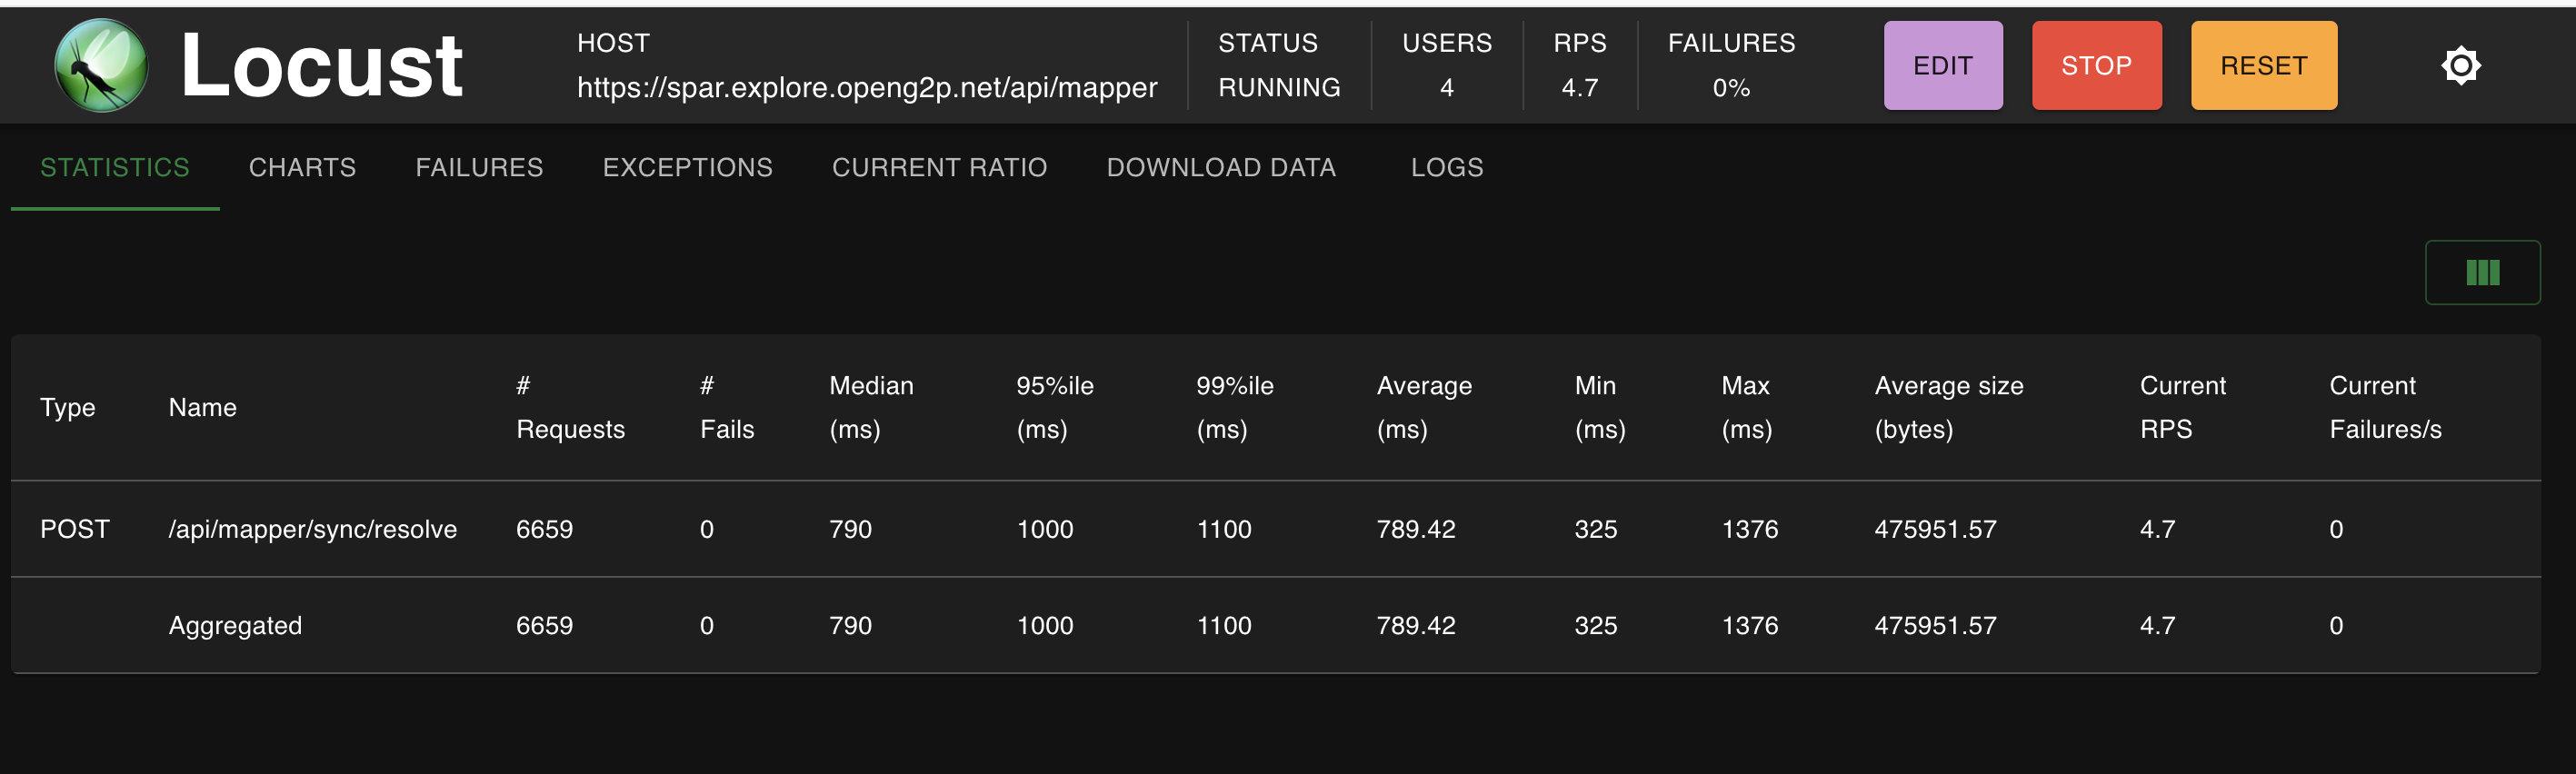 Locust
HOST
https://spar.explore.openg2p.net/api/mapper
STATUS
RUNNING
USERS
4
RPS
4.7
FAILURES
0%
EDIT
STOP
RESET
STATISTICS CHARTS FAILURES EXCEPTIONS CURRENT RATIO DOWNLOAD DATA LOGS
Type Name # Requests # Fails Median (ms) 95%ile (ms) 99%ile (ms) Average (ms) Min (ms) Max (ms) Average size (bytes) Current RPS Current Failures/s
POST /api/mapper/sync/resolve 6659 0 790 1000 1100 789.42 325 1376 475951.57 4.7 0
Aggregated 6659 0 790 1000 1100 789.42 325 1376 475951.57 4.7 0